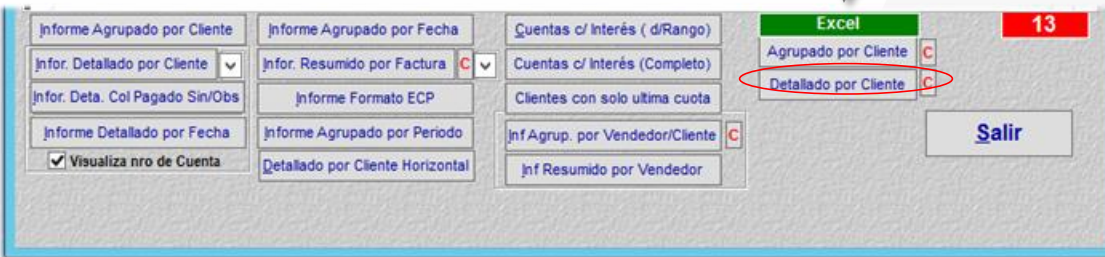 Informe Agrupado por Cliente
Infor. Detallado por Cliente
Infor. Deta. Col Pagado Sin/Obs
Informe Detallado por Fecha
Visualiza nro de Cuenta
Informe Agrupado por Fecha
Infor. Resumido por Factura C
Informe Formato ECP
Informe Agrupado por Periodo
Detallado por Cliente Horizontal
Cuentas c/ Interés ( d/Rango)
Cuentas c/ Interés (Completo)
Clientes con solo ultima cuota
Inf Agrup. por Vendedor/Cliente C
Inf Resumido por Vendedor
Excel
Agrupado por Cliente C
Detallado por Cliente C
13
Salir